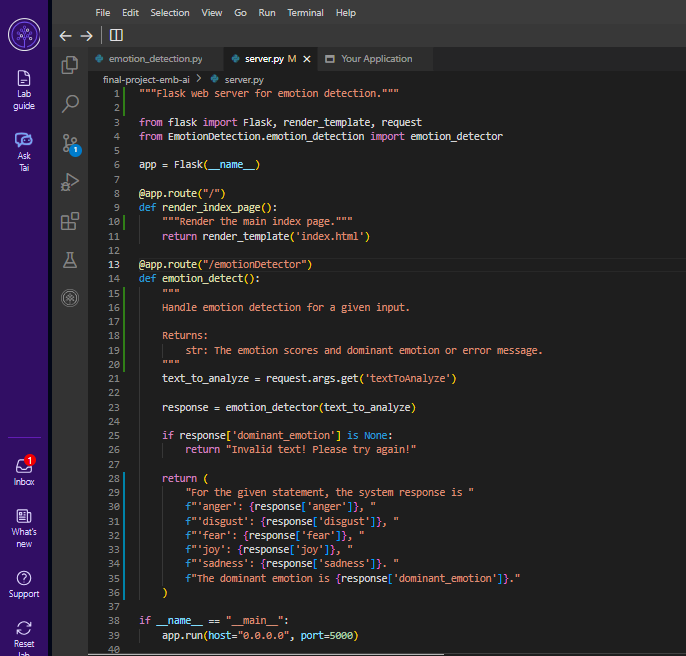 File Edit Selection View Go Run Terminal Help
emotion_detection.py server.py M Your Application
final-project-emb-ai > server.py
Lab guide
Ask Tai
1
1
Inbox
What's new
Support
Reset lab
1 """Flask web server for emotion detection."""
2
3 from flask import Flask, render_template, request
4 from EmotionDetection.emotion_detection import emotion_detector
5
6 app = Flask(__name__)
7
8 @app.route("/")
9 def render_index_page():
10     """Render the main index page."""
11     return render_template('index.html')
12
13 @app.route("/emotionDetector")
14 def emotion_detect():
15     """
16     Handle emotion detection for a given input.
17
18     Returns:
19         str: The emotion scores and dominant emotion or error message.
20     """
21     text_to_analyze = request.args.get('textToAnalyze')
22
23     response = emotion_detector(text_to_analyze)
24
25     if response['dominant_emotion'] is None:
26         return "Invalid text! Please try again!"
27
28     return (
29         "For the given statement, the system response is "
30         f"'anger': {response['anger']}, "
31         f"'disgust': {response['disgust']}, "
32         f"'fear': {response['fear']}, "
33         f"'joy': {response['joy']}, "
34         f"'sadness': {response['sadness']}. "
35         f"The dominant emotion is {response['dominant_emotion']}."
36     )
37
38 if __name__ == "__main__":
39     app.run(host="0.0.0.0", port=5000)
40